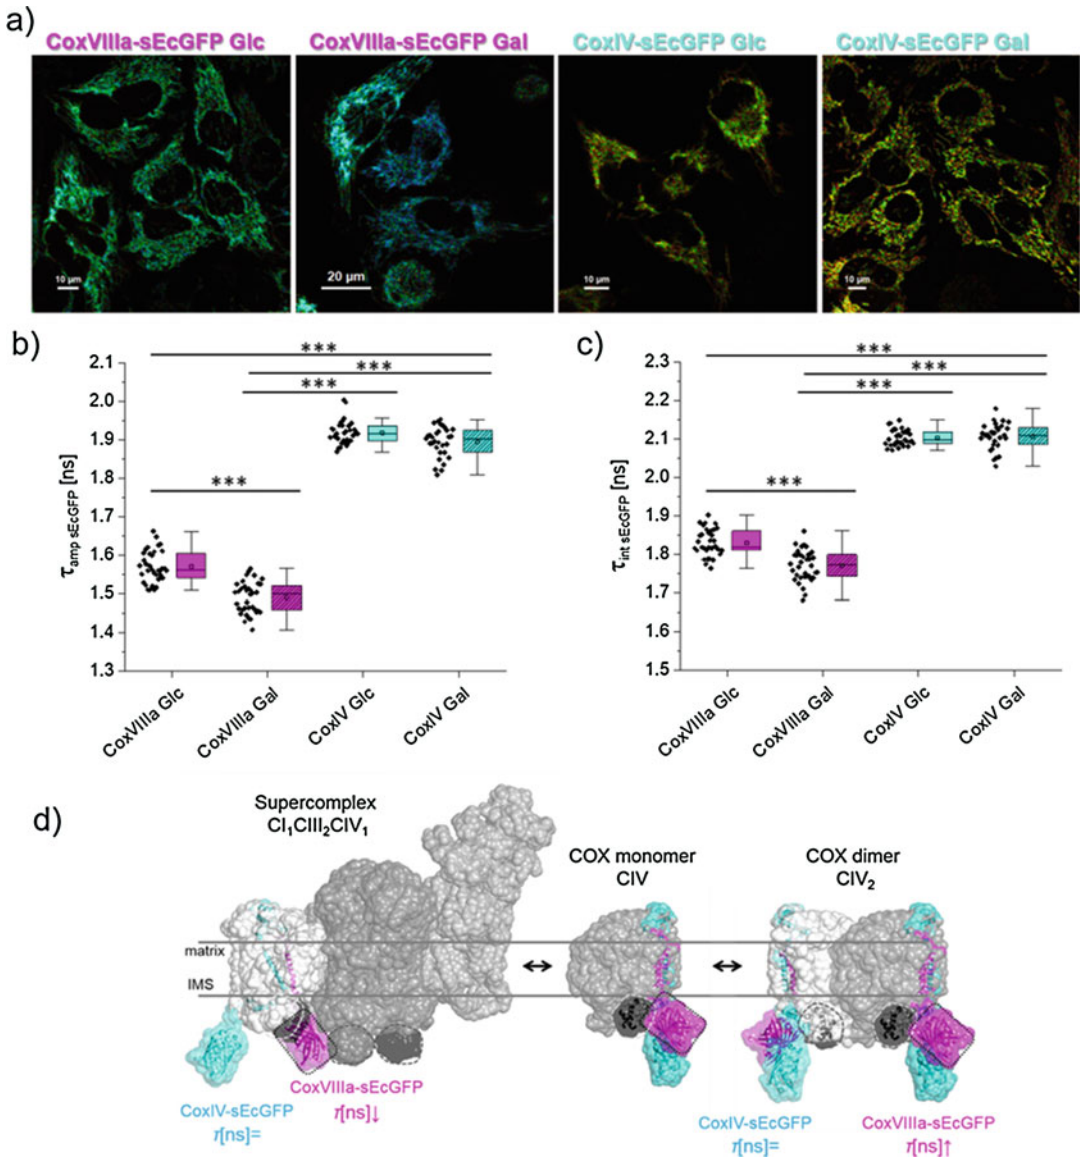 a)
CoxVIIIa-sEcGFP Glc
CoxVIIIa-sEcGFP Gal
CoxIV-sEcGFP Glc
CoxIV-sEcGFP Gal
10 µm
20 µm
10 µm
10 µm
b)
***
***
***
***
2.1
2.0
1.9
1.8
1.7
1.6
1.5
1.4
1.3
τamp sEcGFP [ns]
CoxVIIIa Glc
CoxVIIIa Gal
CoxIV Glc
CoxIV Gal
c)
***
***
***
***
2.3
2.2
2.1
2.0
1.9
1.8
1.7
1.6
1.5
τint sEcGFP [ns]
CoxVIIIa Glc
CoxVIIIa Gal
CoxIV Glc
CoxIV Gal
d)
Supercomplex
CI₁CIII₂CIV₁
COX monomer
CIV
COX dimer
CIV₂
matrix
IMS
CoxIV-sEcGFP
τ[ns]=
CoxVIIIa-sEcGFP
τ[ns]↓
CoxIV-sEcGFP
τ[ns]=
CoxVIIIa-sEcGFP
τ[ns]↑